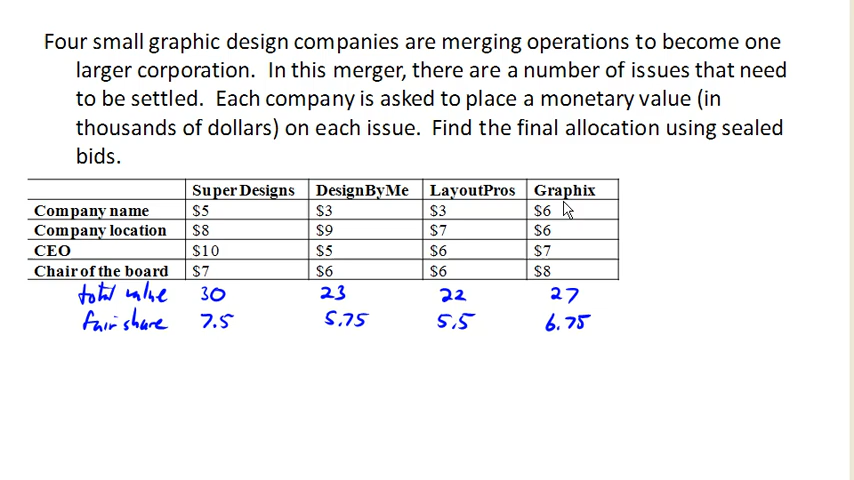 Four small graphic design companies are merging operations to become one
larger corporation. In this merger, there are a number of issues that need
to be settled. Each company is asked to place a monetary value (in
thousands of dollars) on each issue. Find the final allocation using sealed
bids.
Super Designs DesignByMe LayoutPros Graphix
Company name $5 $3 $3 $6
Company location $8 $9 $7 $6
CEO $10 $5 $6 $7
Chair of the board $7 $6 $6 $8
total value 30 23 22 27
fair share 7.5 5.75 5.5 6.75